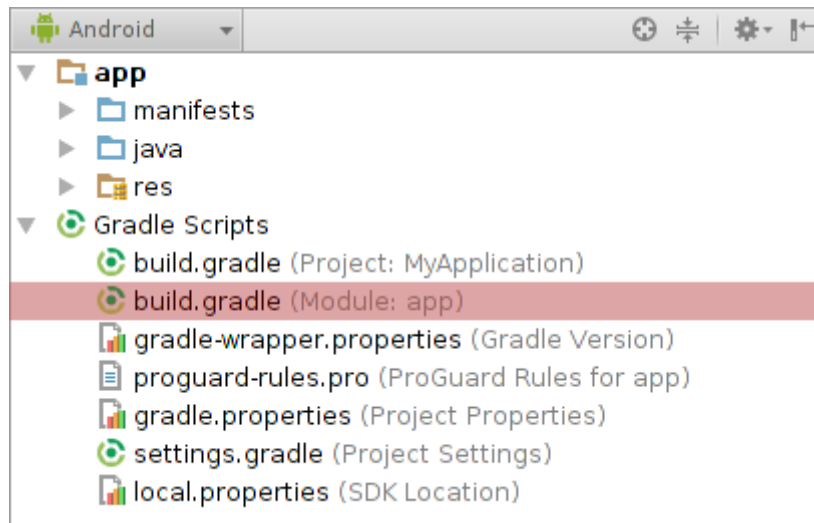 Android
app
manifests
java
res
Gradle Scripts
build.gradle (Project: MyApplication)
build.gradle (Module: app)
gradle-wrapper.properties (Gradle Version)
proguard-rules.pro (ProGuard Rules for app)
gradle.properties (Project Properties)
settings.gradle (Project Settings)
local.properties (SDK Location)